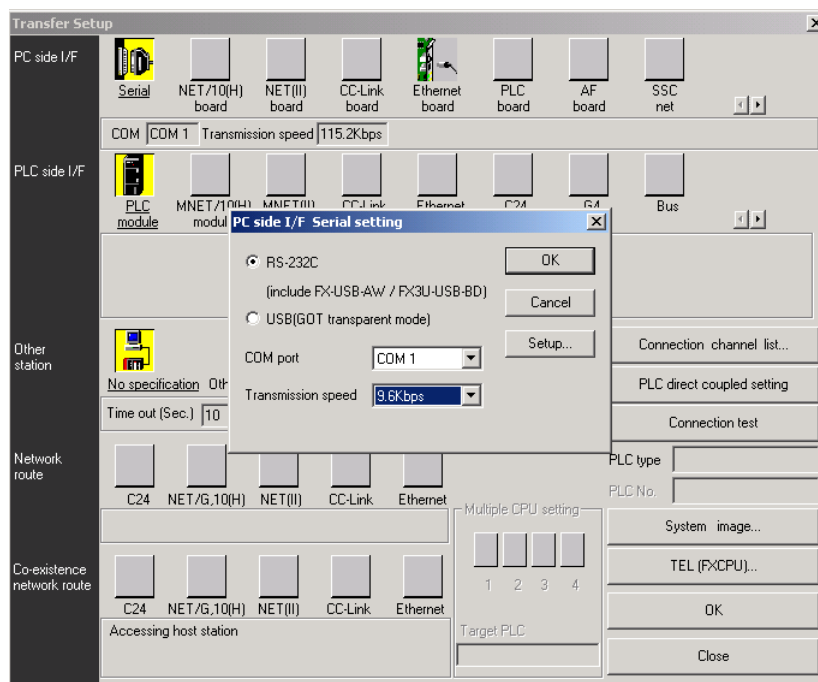 Transfer Setup
PC side I/F
Serial
NET/10(H) board
NET(II) board
CC-Link board
Ethernet board
PLC board
AF board
SSC net
COM COM 1 Transmission speed 115.2Kbps
PLC side I/F
PLC module
MNET/10(H) modul
MNET(II)
CC-Link
Ethernet
C24
G4
Bus
PC side I/F Serial setting
RS-232C
(include FX-USB-AW / FX3U-USB-BD)
USB(GOT transparent mode)
COM port COM 1
Transmission speed 9.6Kbps
OK
Cancel
Setup...
Other station
No specification Oth
Time out (Sec.) 10
Connection channel list...
PLC direct coupled setting
Connection test
PLC type
PLC No.
System image...
TEL (FXCPU)...
OK
Close
Network route
C24
NET/G,10(H)
NET(II)
CC-Link
Ethernet
Multiple CPU setting
1 2 3 4
Target PLC
Co-existence network route
C24
NET/G,10(H)
NET(II)
CC-Link
Ethernet
Accessing host station